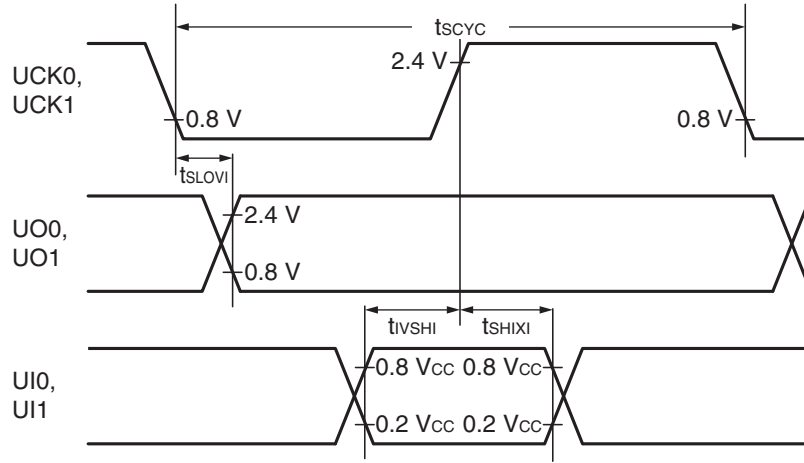 tSCYC
UCK0,
UCK1
2.4 V
0.8 V
0.8 V
tSLOVI
UO0,
UO1
2.4 V
0.8 V
tIVSHI
tSHIXI
UI0,
UI1
0.8 VCC
0.8 VCC
0.2 VCC
0.2 VCC